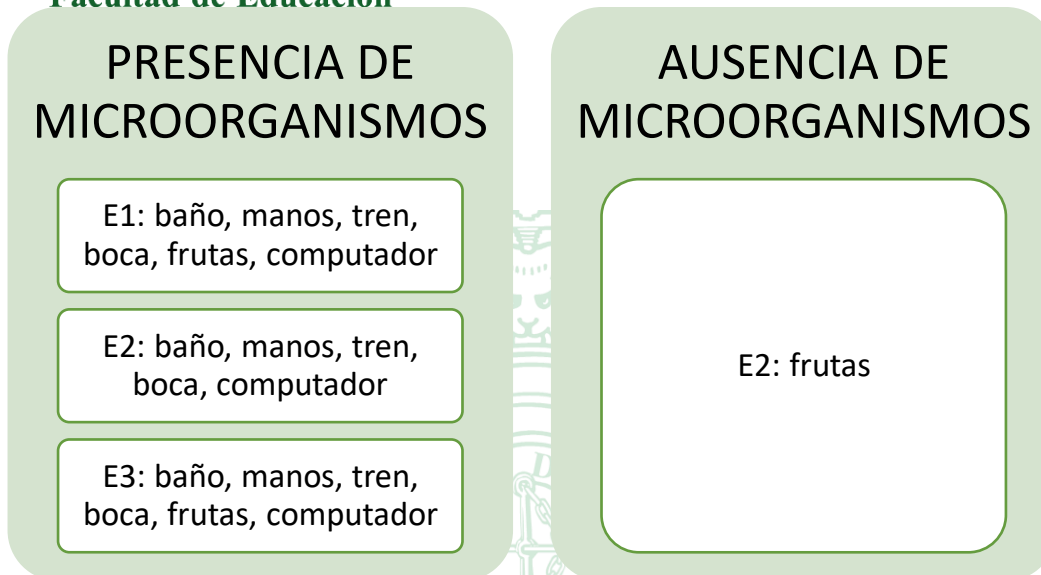 Facultad de Educación
PRESENCIA DE
MICROORGANISMOS
E1: baño, manos, tren,
boca, frutas, computador
E2: baño, manos, tren,
boca, computador
E3: baño, manos, tren,
boca, frutas, computador
AUSENCIA DE
MICROORGANISMOS
E2: frutas